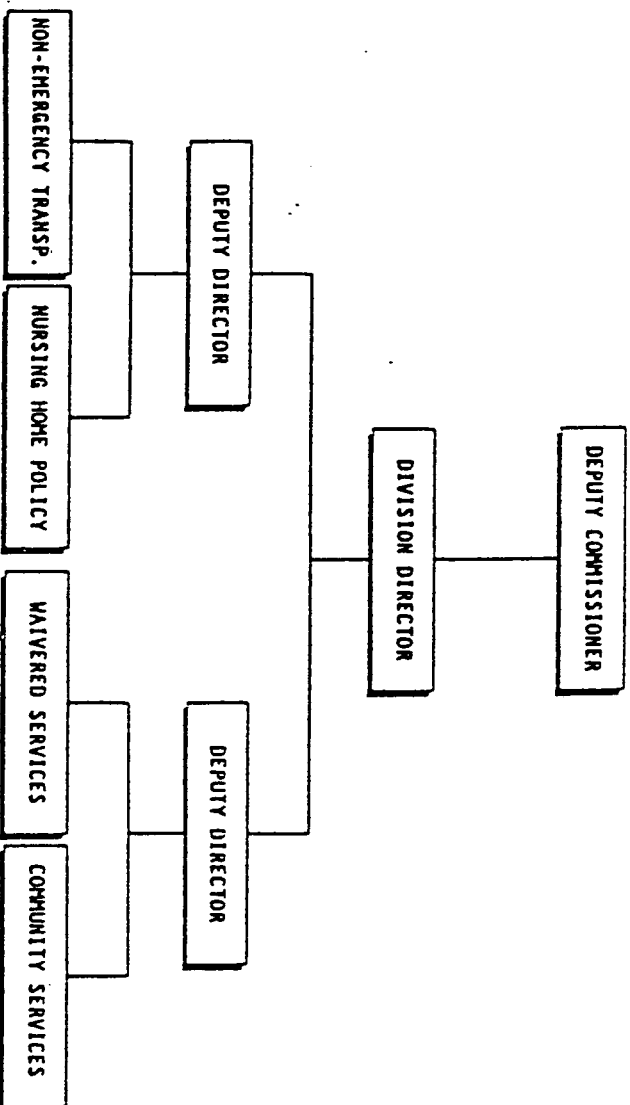 DEPUTY COMMISSIONER
DIVISION DIRECTOR
DEPUTY DIRECTOR
DEPUTY DIRECTOR
NON-EMERGENCY TRANSP.
NURSING HOME POLICY
WAIVERED SERVICES
COMMUNITY SERVICES